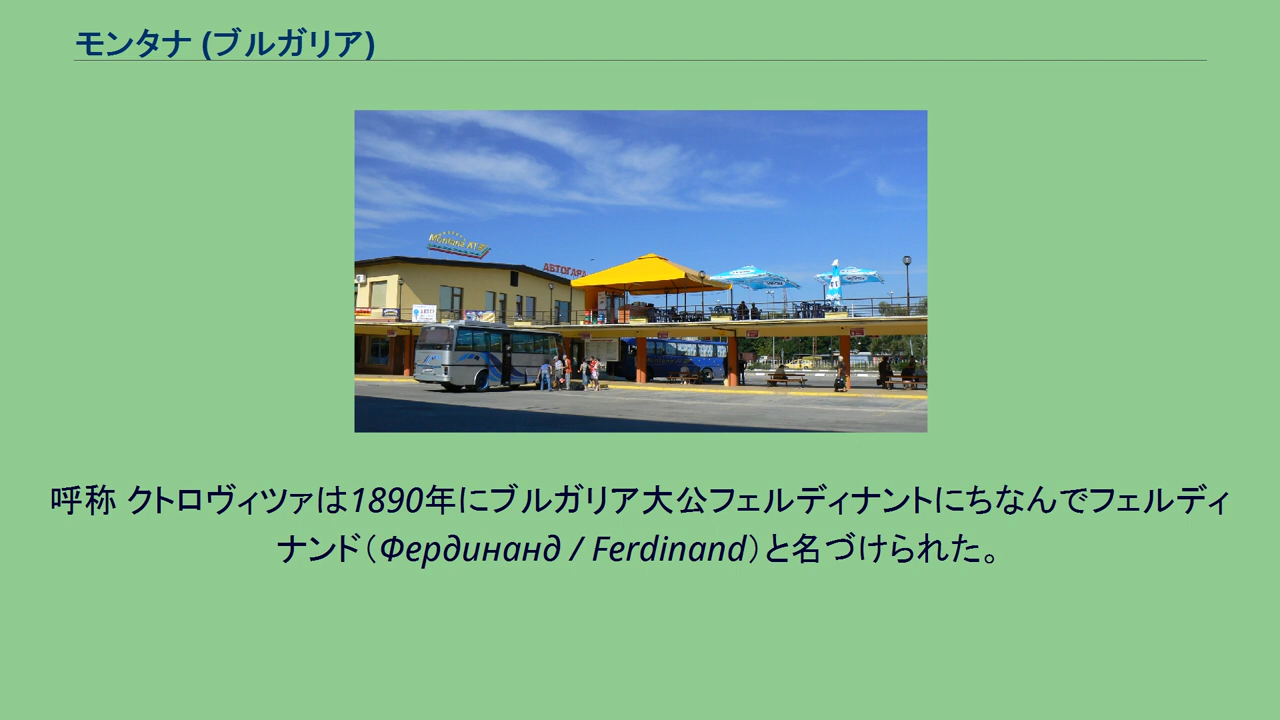 モンタナ (ブルガリア)
Montana AT
АВТОГАРА
呼称 クトロヴィツァは1890年にブルガリア大公フェルディナントにちなんでフェルディ
ナンド（Фердинанд / Ferdinand）と名づけられた。